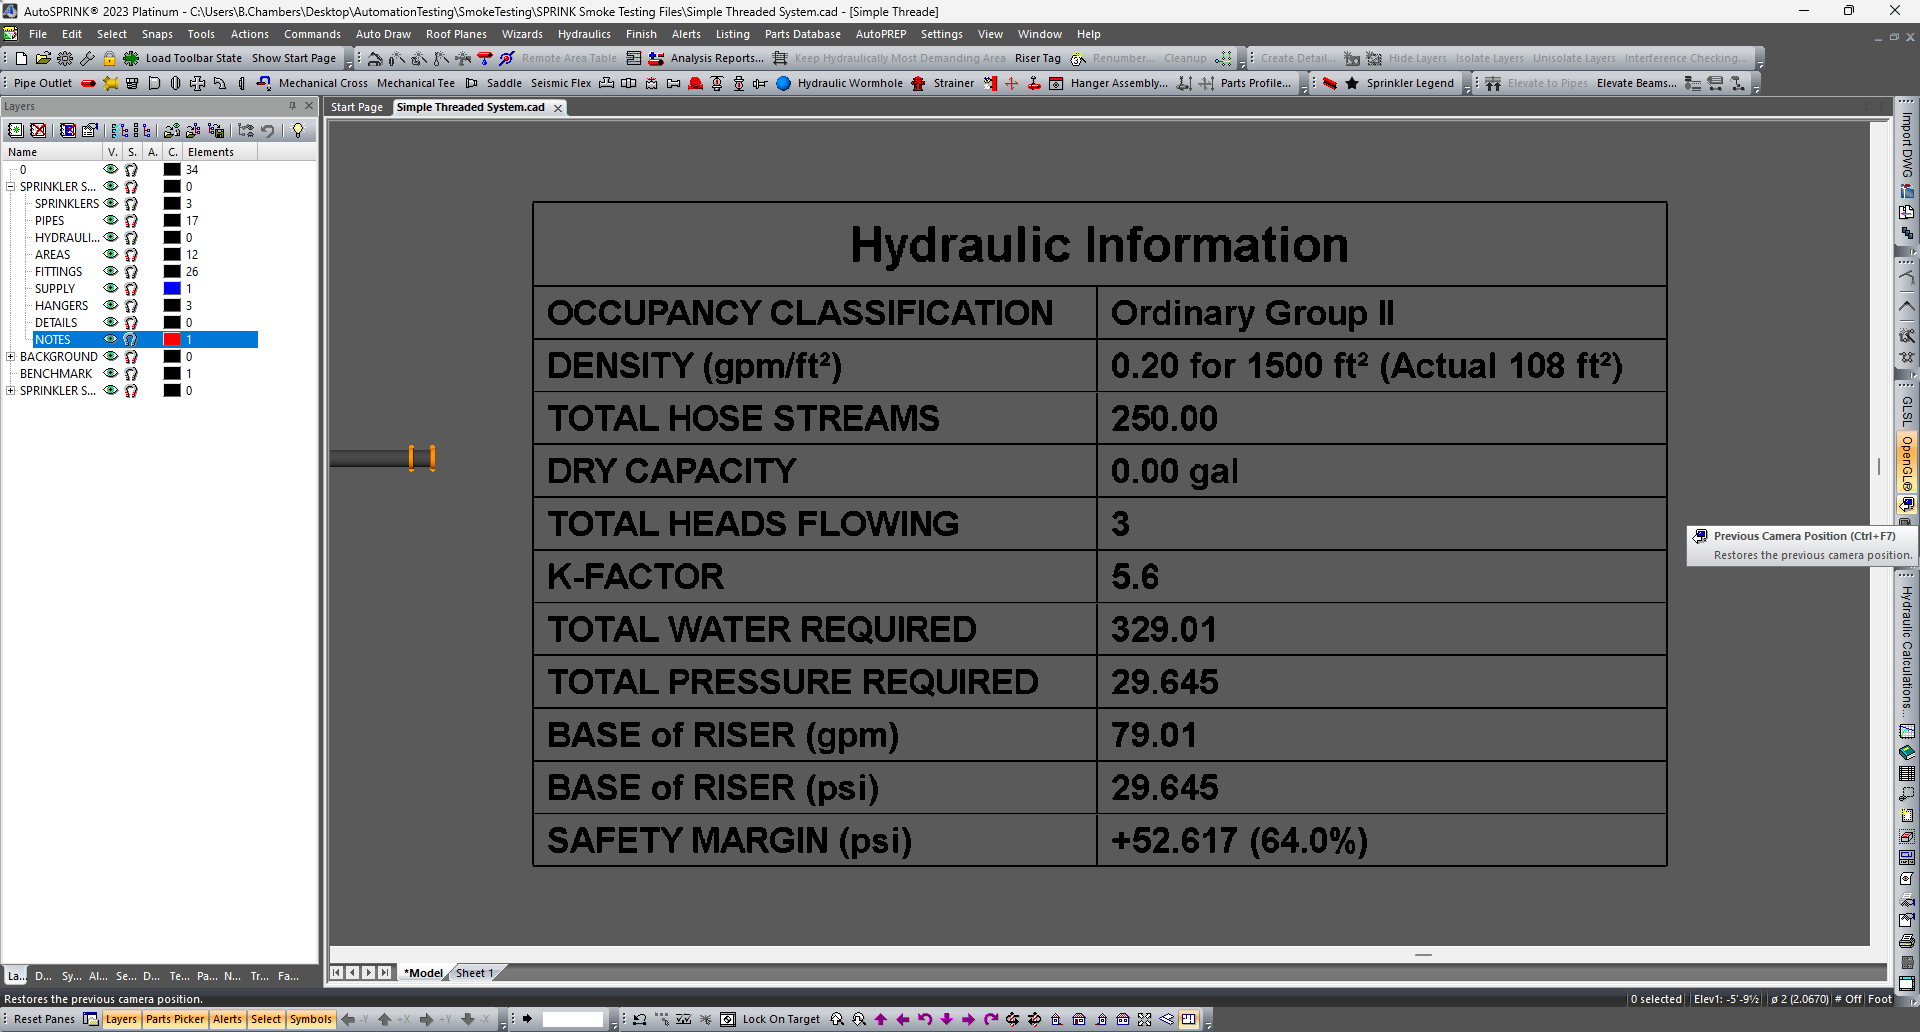 AutoSPRINK® 2023 Platinum - C:\Users\B.Chambers\Desktop\AutomationTesting\SmokeTesting\SPRINK Smoke Testing Files\Simple Threaded System.cad - [Simple Threade]
File Edit Select Snaps Tools Actions Commands Auto Draw Roof Planes Wizards Hydraulics Finish Alerts Listing Parts Database AutoPREP Settings View Window Help
Load Toolbar State Show Start Page Remote Area Table Analysis Reports... Keep Hydraulically Most Demanding Area Riser Tag Renumber... Cleanup Create Detail... Hide Layers Isolate Layers Unisolate Layers Interference Checking...
Pipe Outlet Mechanical Cross Mechanical Tee Saddle Seismic Flex Hydraulic Wormhole Strainer Hanger Assembly... Parts Profile... Sprinkler Legend Elevate to Pipes Elevate Beams...
Layers
Start Page Simple Threaded System.cad
Name V. S. A. C. Elements
0 34
SPRINKLER S... 0
SPRINKLERS 3
PIPES 17
HYDRAULI... 0
AREAS 12
FITTINGS 26
SUPPLY 1
HANGERS 3
DETAILS 0
NOTES 1
BACKGROUND 0
BENCHMARK 1
SPRINKLER S... 0
Hydraulic Information
OCCUPANCY CLASSIFICATION Ordinary Group II
DENSITY (gpm/ft²) 0.20 for 1500 ft² (Actual 108 ft²)
TOTAL HOSE STREAMS 250.00
DRY CAPACITY 0.00 gal
TOTAL HEADS FLOWING 3
K-FACTOR 5.6
TOTAL WATER REQUIRED 329.01
TOTAL PRESSURE REQUIRED 29.645
BASE of RISER (gpm) 79.01
BASE of RISER (psi) 29.645
SAFETY MARGIN (psi) +52.617 (64.0%)
Import DWG
GLSL
OpenGL®
Previous Camera Position (Ctrl+F7)
Restores the previous camera position.
Hydraulic Calculations...
La... D... Sy... Al... Se... D... Te... Pa... N... Tr... Fa...
*Model Sheet 1
Restores the previous camera position.
0 selected Elev1: -5'-9½ ø 2 (2.0670) # Off Foot
Reset Panes Layers Parts Picker Alerts Select Symbols -Y +X +Y -X Lock On Target